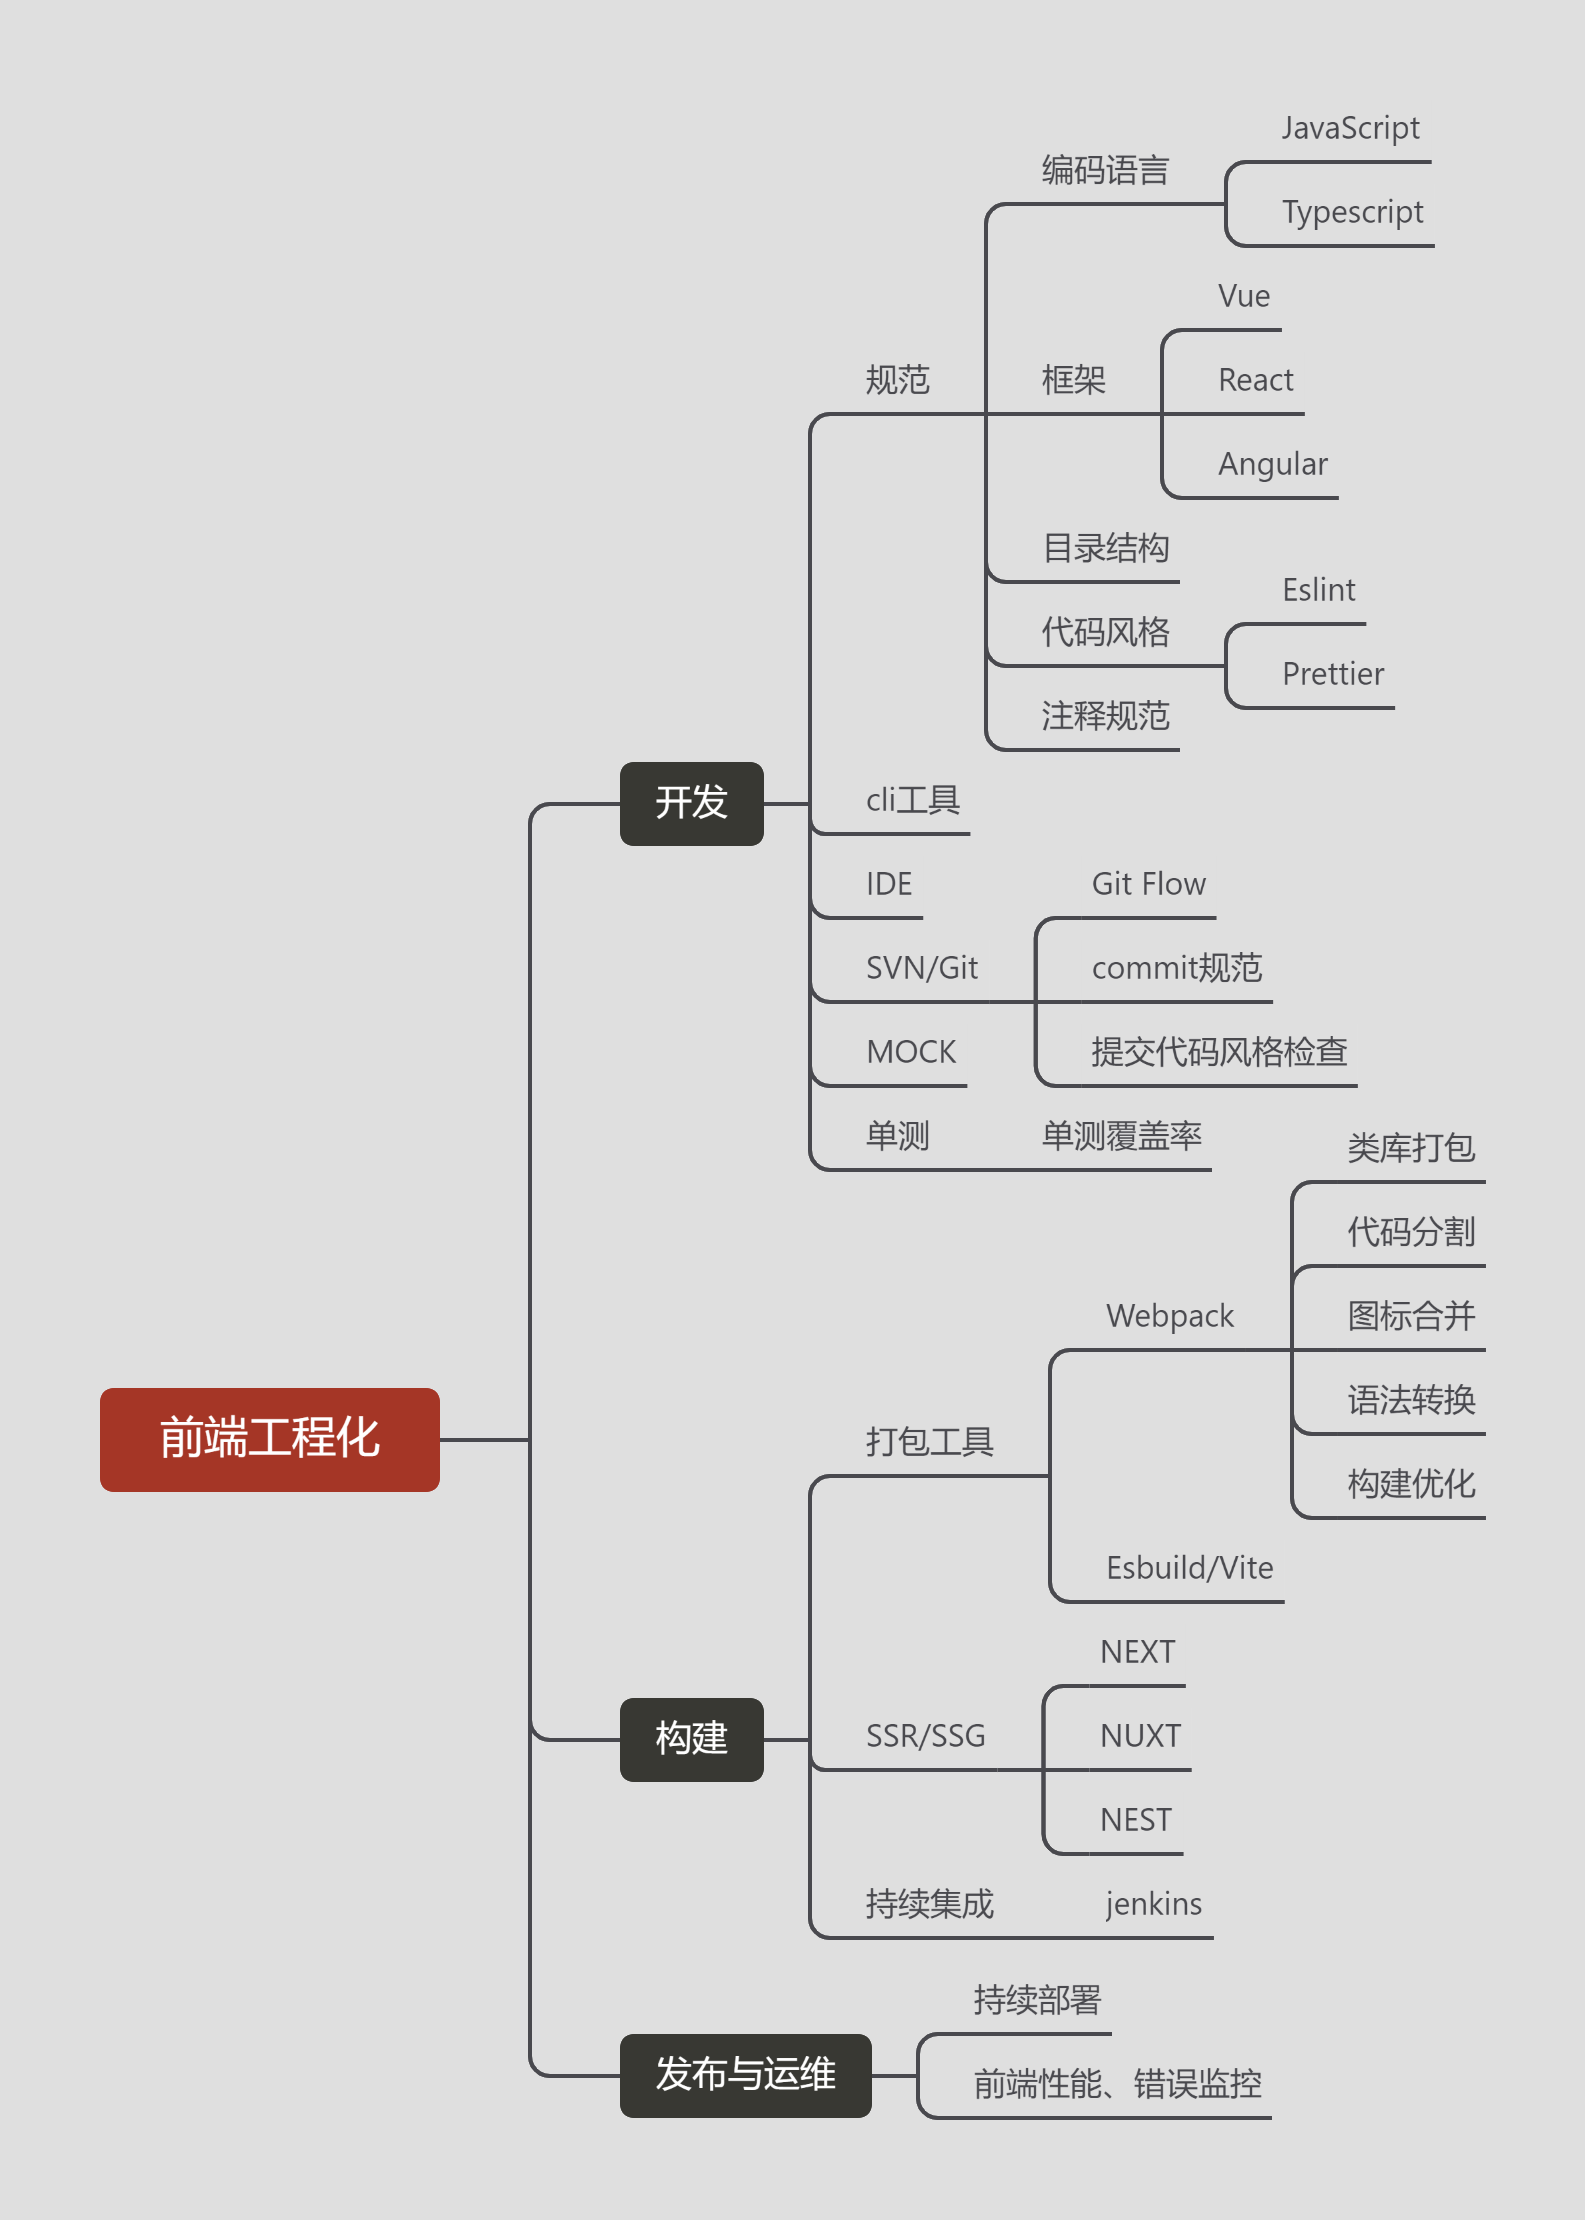 前端工程化
开发
规范
编码语言
JavaScript
Typescript
框架
Vue
React
Angular
目录结构
代码风格
Eslint
Prettier
注释规范
cli工具
IDE
SVN/Git
Git Flow
commit规范
提交代码风格检查
MOCK
单测
单测覆盖率
构建
打包工具
Webpack
类库打包
代码分割
图标合并
语法转换
构建优化
Esbuild/Vite
SSR/SSG
NEXT
NUXT
NEST
持续集成
jenkins
发布与运维
持续部署
前端性能、错误监控